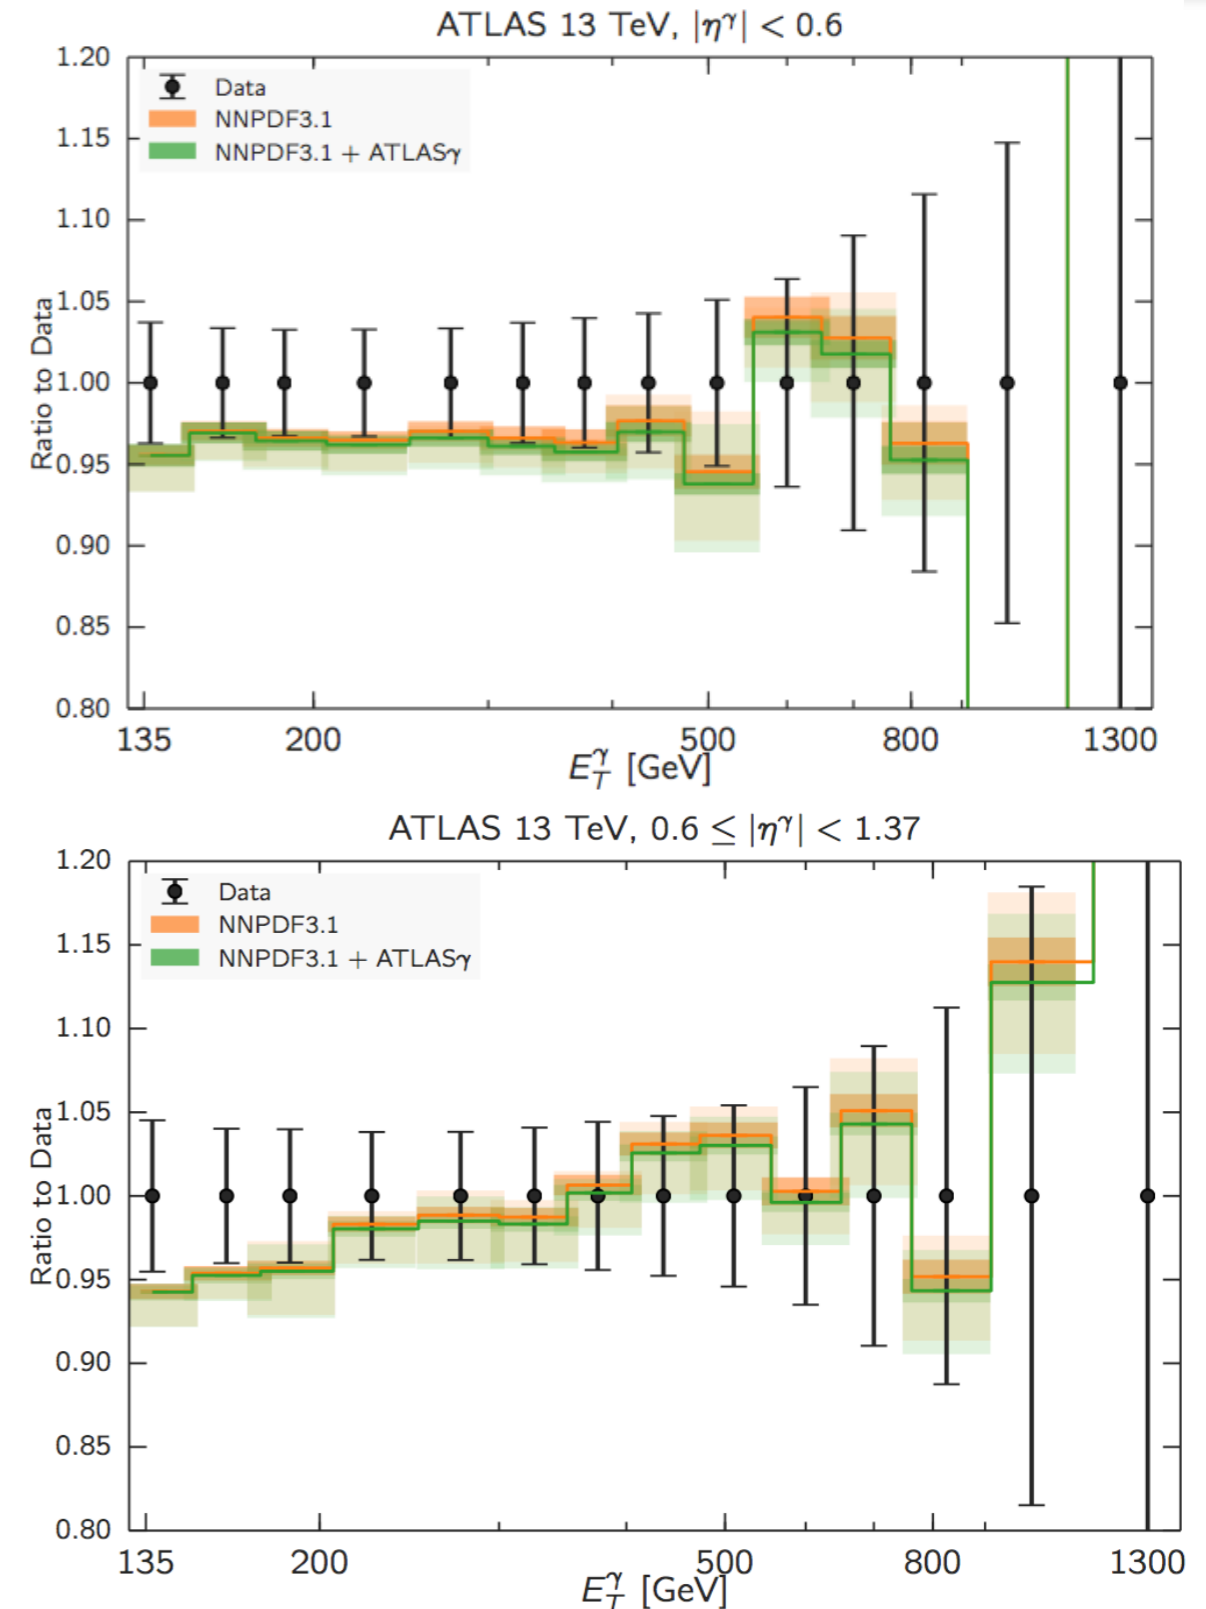 ATLAS 13 TeV, |η^γ| < 0.6
1.20
1.15
1.10
1.05
1.00
0.95
0.90
0.85
0.80
Ratio to Data
Data
NNPDF3.1
NNPDF3.1 + ATLASγ
135 200 500 800 1300
E_T^γ [GeV]
ATLAS 13 TeV, 0.6 ≤ |η^γ| < 1.37
1.20
1.15
1.10
1.05
1.00
0.95
0.90
0.85
0.80
Ratio to Data
Data
NNPDF3.1
NNPDF3.1 + ATLASγ
135 200 500 800 1300
E_T^γ [GeV]